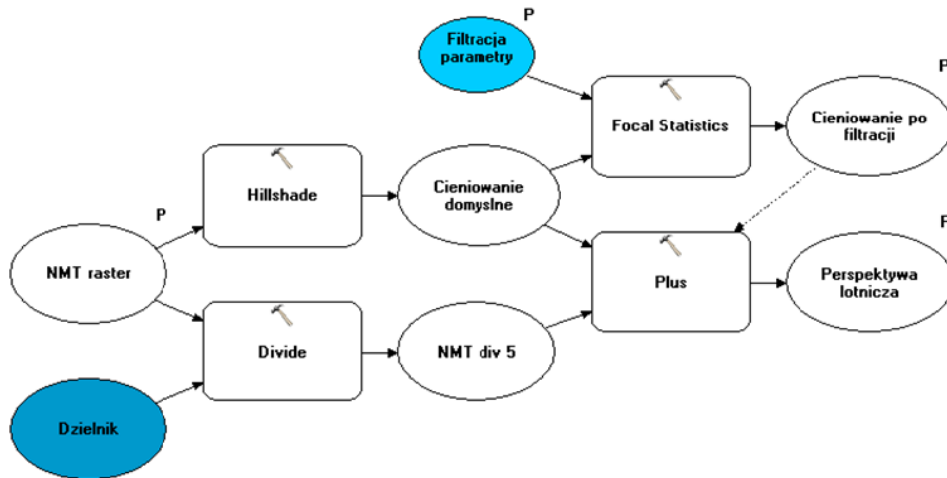 P
Filtracja
parametry
P
Focal Statistics
Cieniowanie po
filtracji
Hillshade
Cieniowanie
domyslne
P
P
NMT raster
Plus
Perspektywa
lotnicza
Divide
NMT div 5
Dzielnik